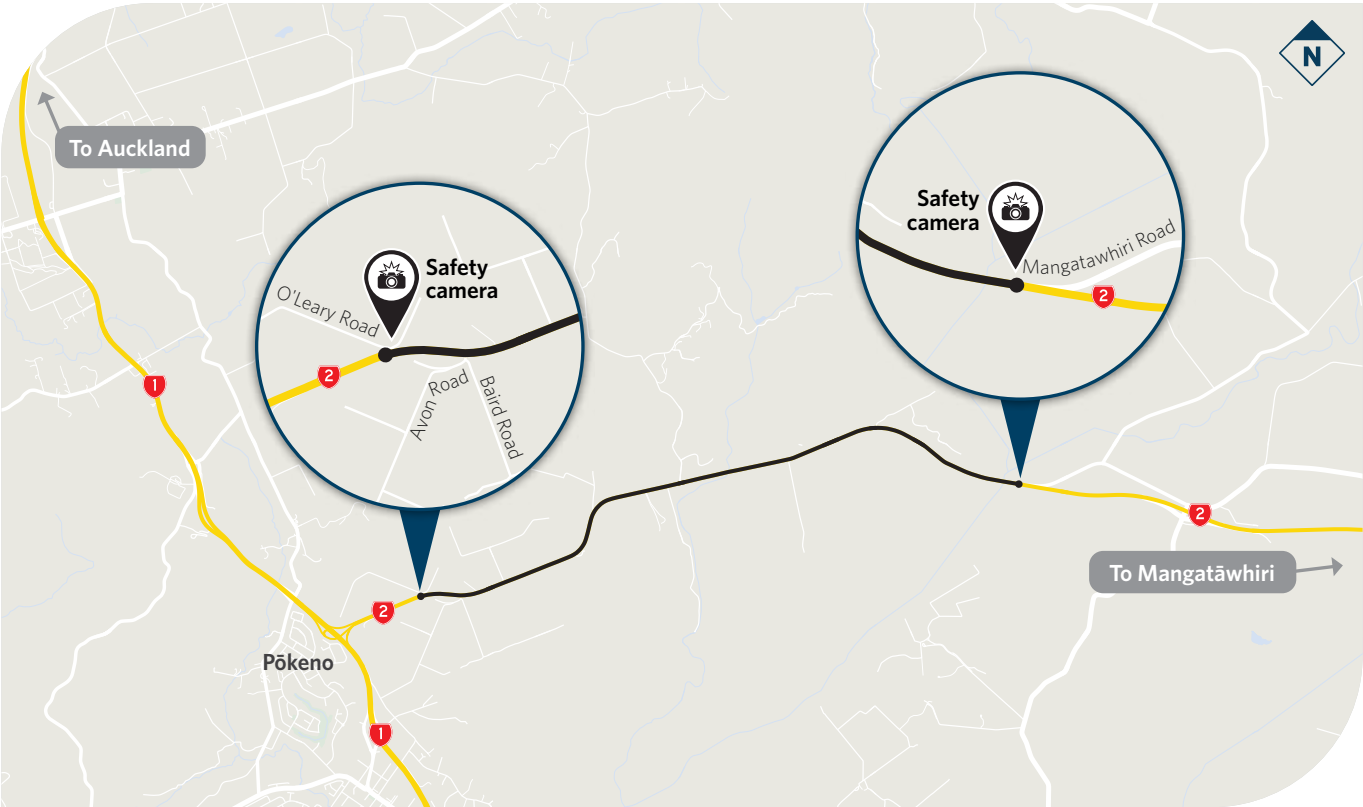 N
To Auckland
Safety
camera
Mangatawhiri Road
2
Safety
camera
O'Leary Road
2
Avon Road
Baird Road
1
2
To Mangatāwhiri
2
Pōkeno
1